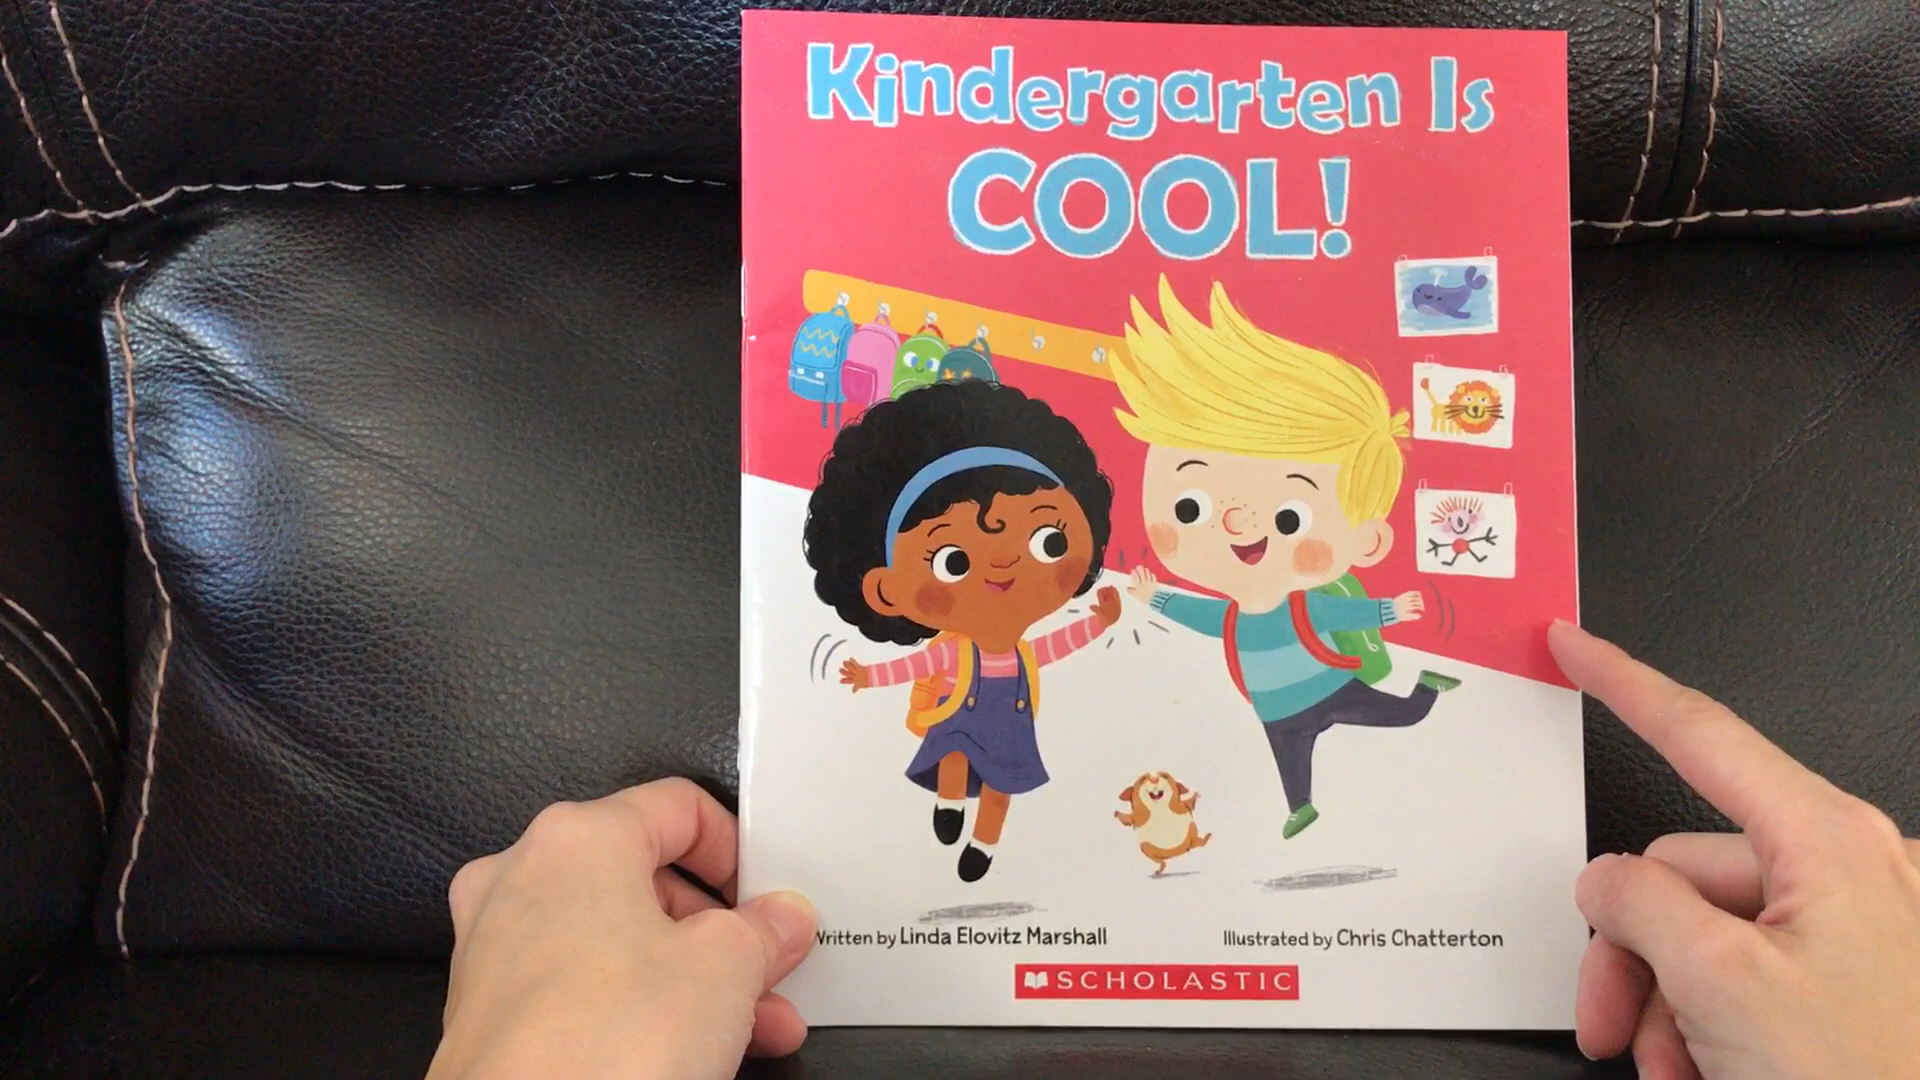 Kindergarten Is
COOL!
Written by Linda Elovitz Marshall
Illustrated by Chris Chatterton
SCHOLASTIC